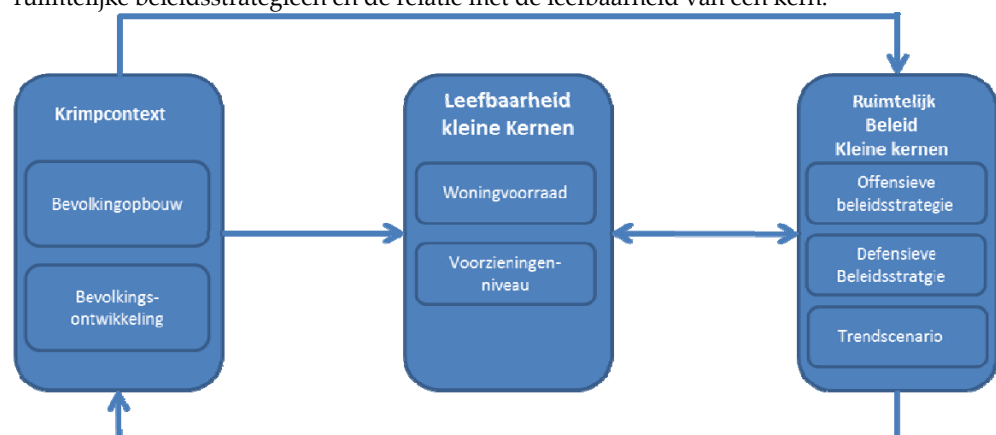 ruimtelijke beleidsstrategieën en de relatie met de leefbaarheid van een kern.
Krimpcontext
Bevolkingopbouw
Bevolkings-
ontwikkeling
Leefbaarheid
kleine Kernen
Woningvoorraad
Voorzieningen-
niveau
Ruimtelijk
Beleid
Kleine kernen
Offensieve
beleidsstrategie
Defensieve
Beleidsstratgie
Trendscenario